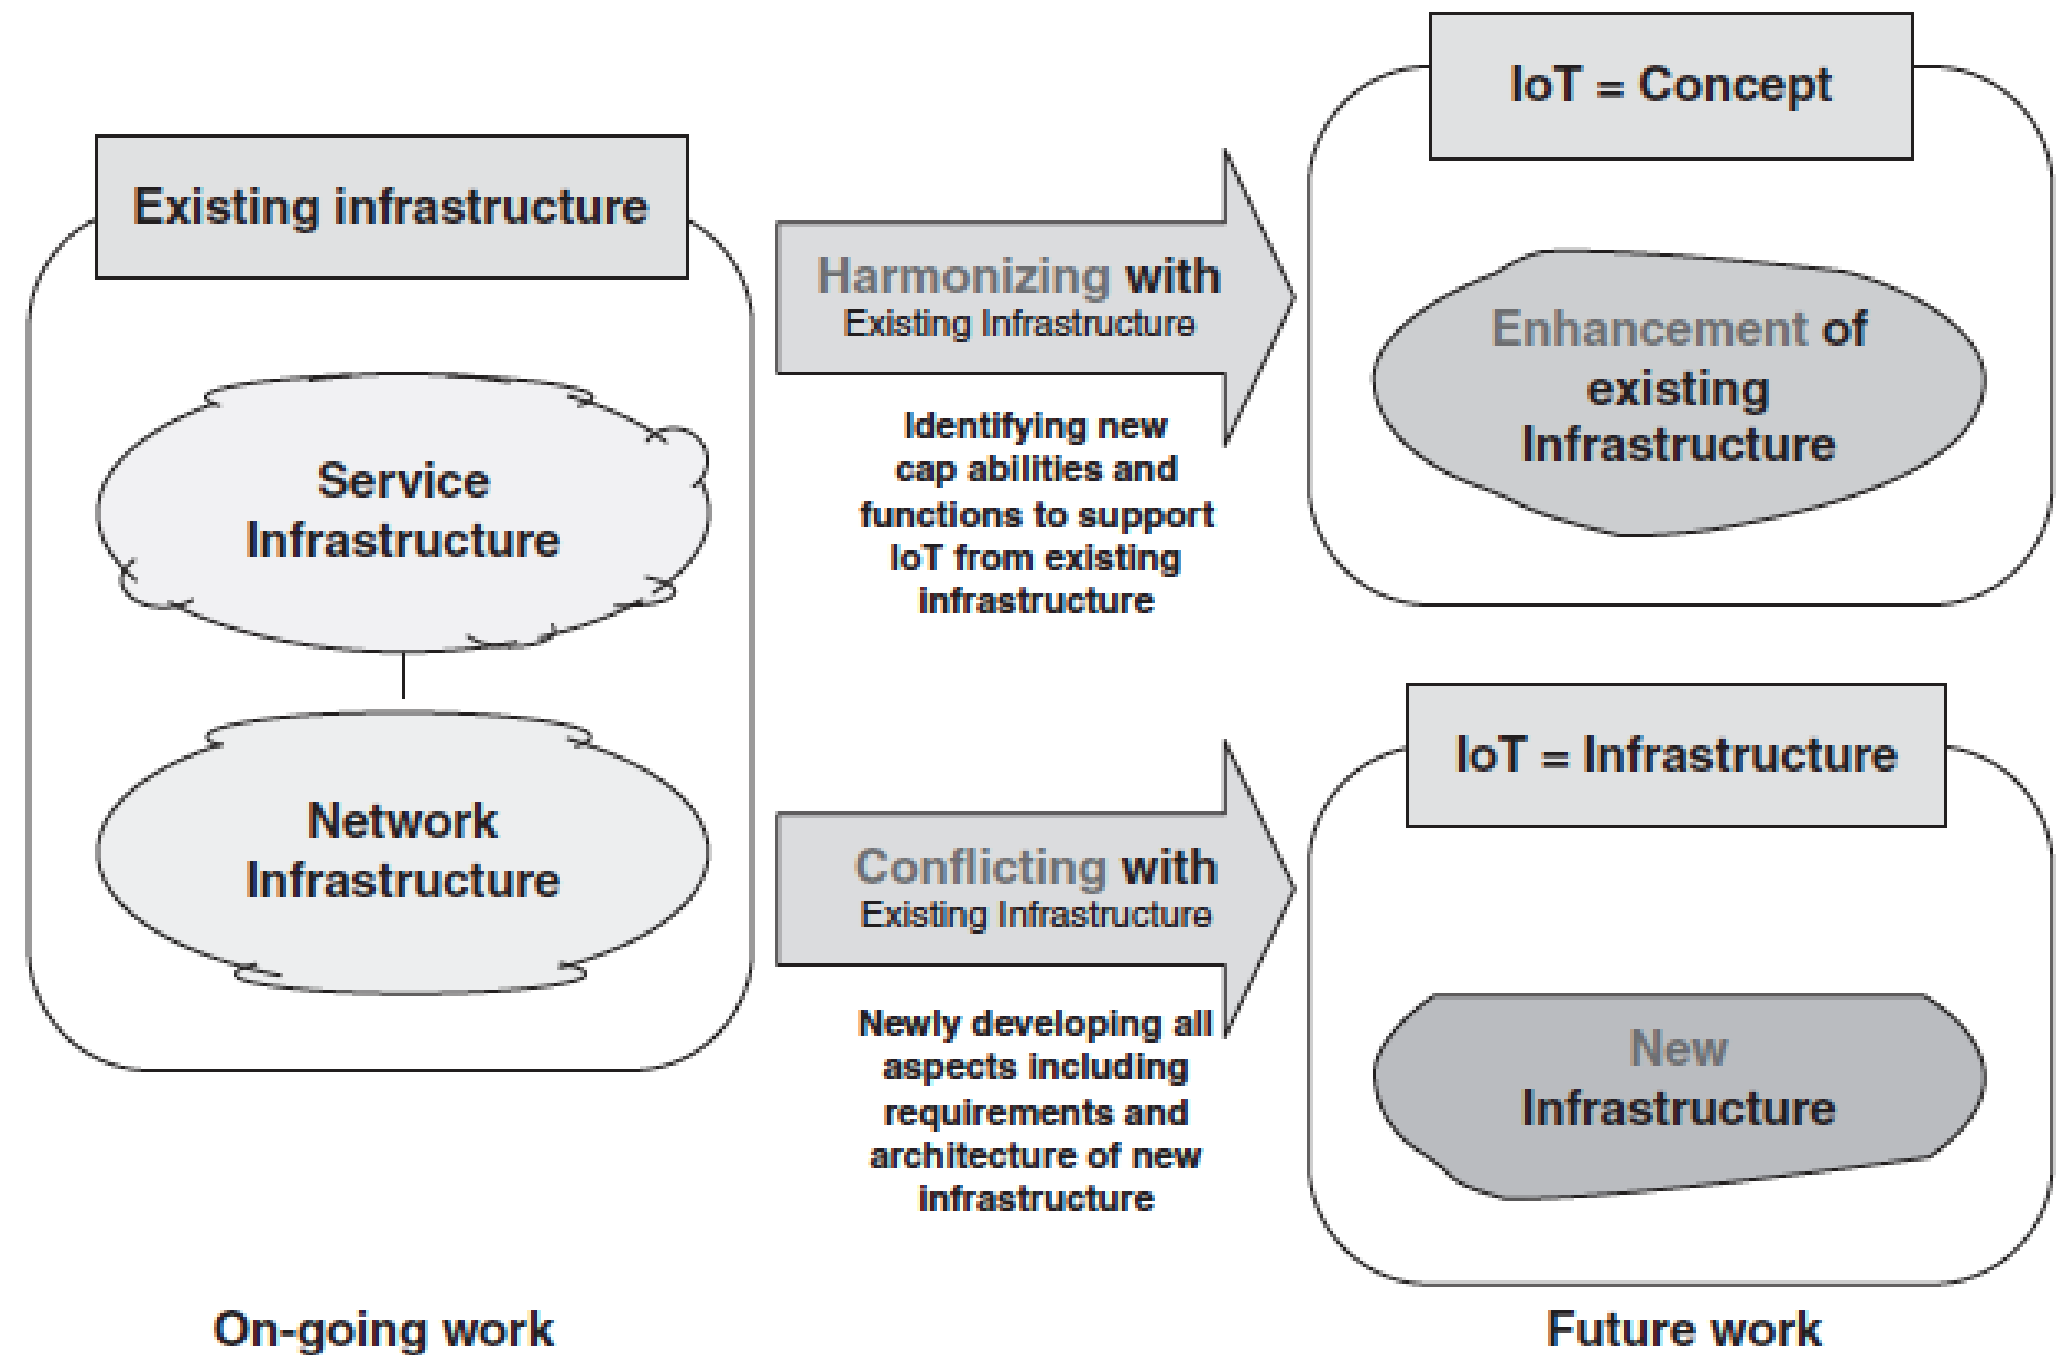 Existing infrastructure
Service
Infrastructure
Network
Infrastructure
On-going work
Harmonizing with
Existing Infrastructure
Identifying new
cap abilities and
functions to support
IoT from existing
infrastructure
Conflicting with
Existing Infrastructure
Newly developing all
aspects including
requirements and
architecture of new
infrastructure
IoT = Concept
Enhancement of
existing
Infrastructure
IoT = Infrastructure
New
Infrastructure
Future work